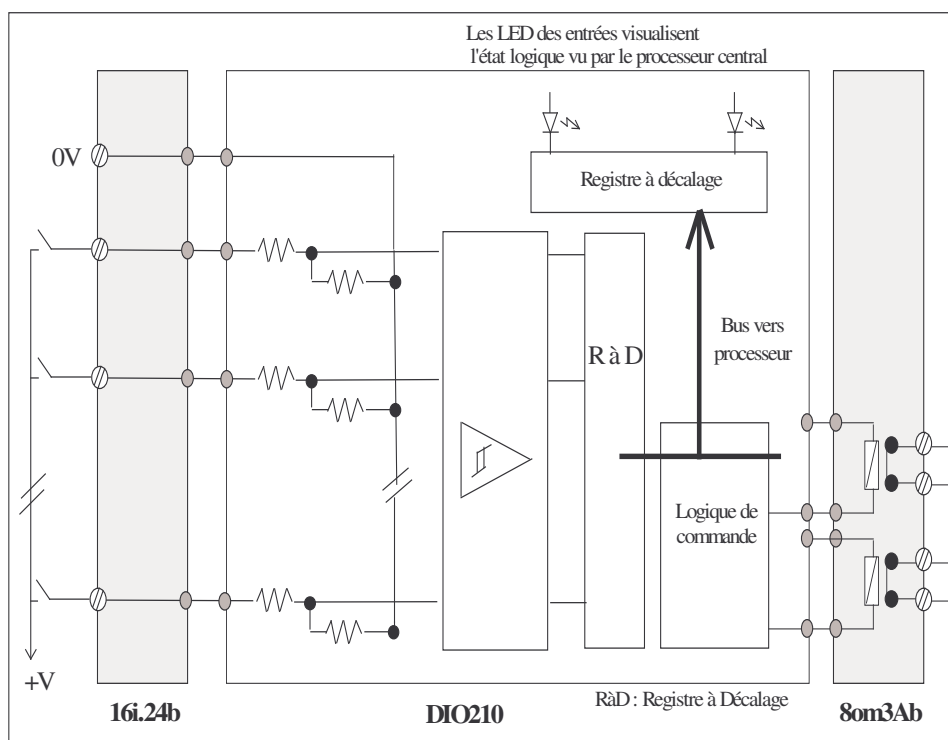 Les LED des entrées visualisent
l'état logique vu par le processeur central
0V
Registre à décalage
Bus vers
processeur
R à D
Logique de
commande
+V
RàD : Registre à Décalage
16i.24b
DIO210
8om3Ab